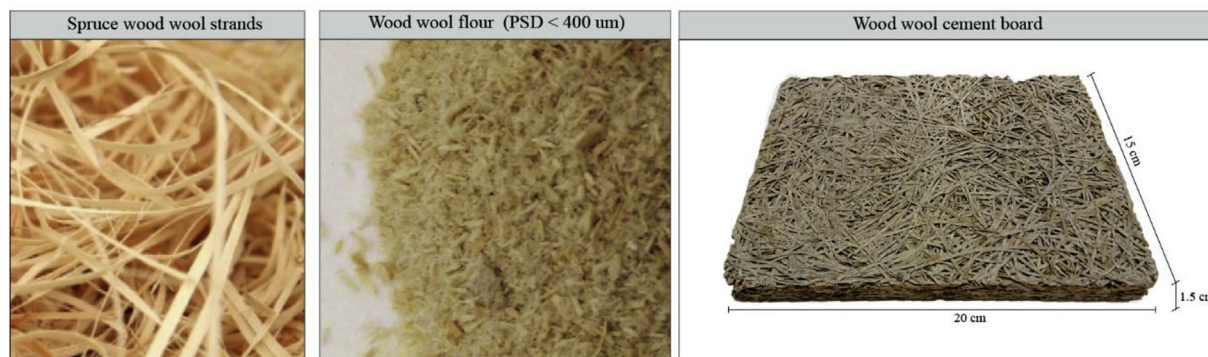 Spruce wood wool strands
Wood wool flour (PSD < 400 um)
Wood wool cement board
15 cm
1.5 cm
20 cm